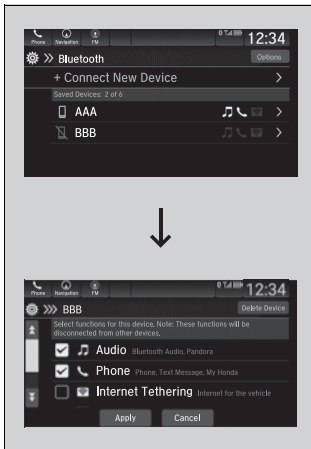 Phone Navigation FM 12:34
Bluetooth Options
+ Connect New Device
Saved Devices: 2 of 6
AAA
BBB
Phone Navigation FM 12:34
BBB Delete Device
Select functions for this device. Note: These functions will be
disconnected from other devices.
Audio Bluetooth Audio, Pandora
Phone Phone, Text Message, My Honda
Internet Tethering Internet for the vehicle
Apply Cancel